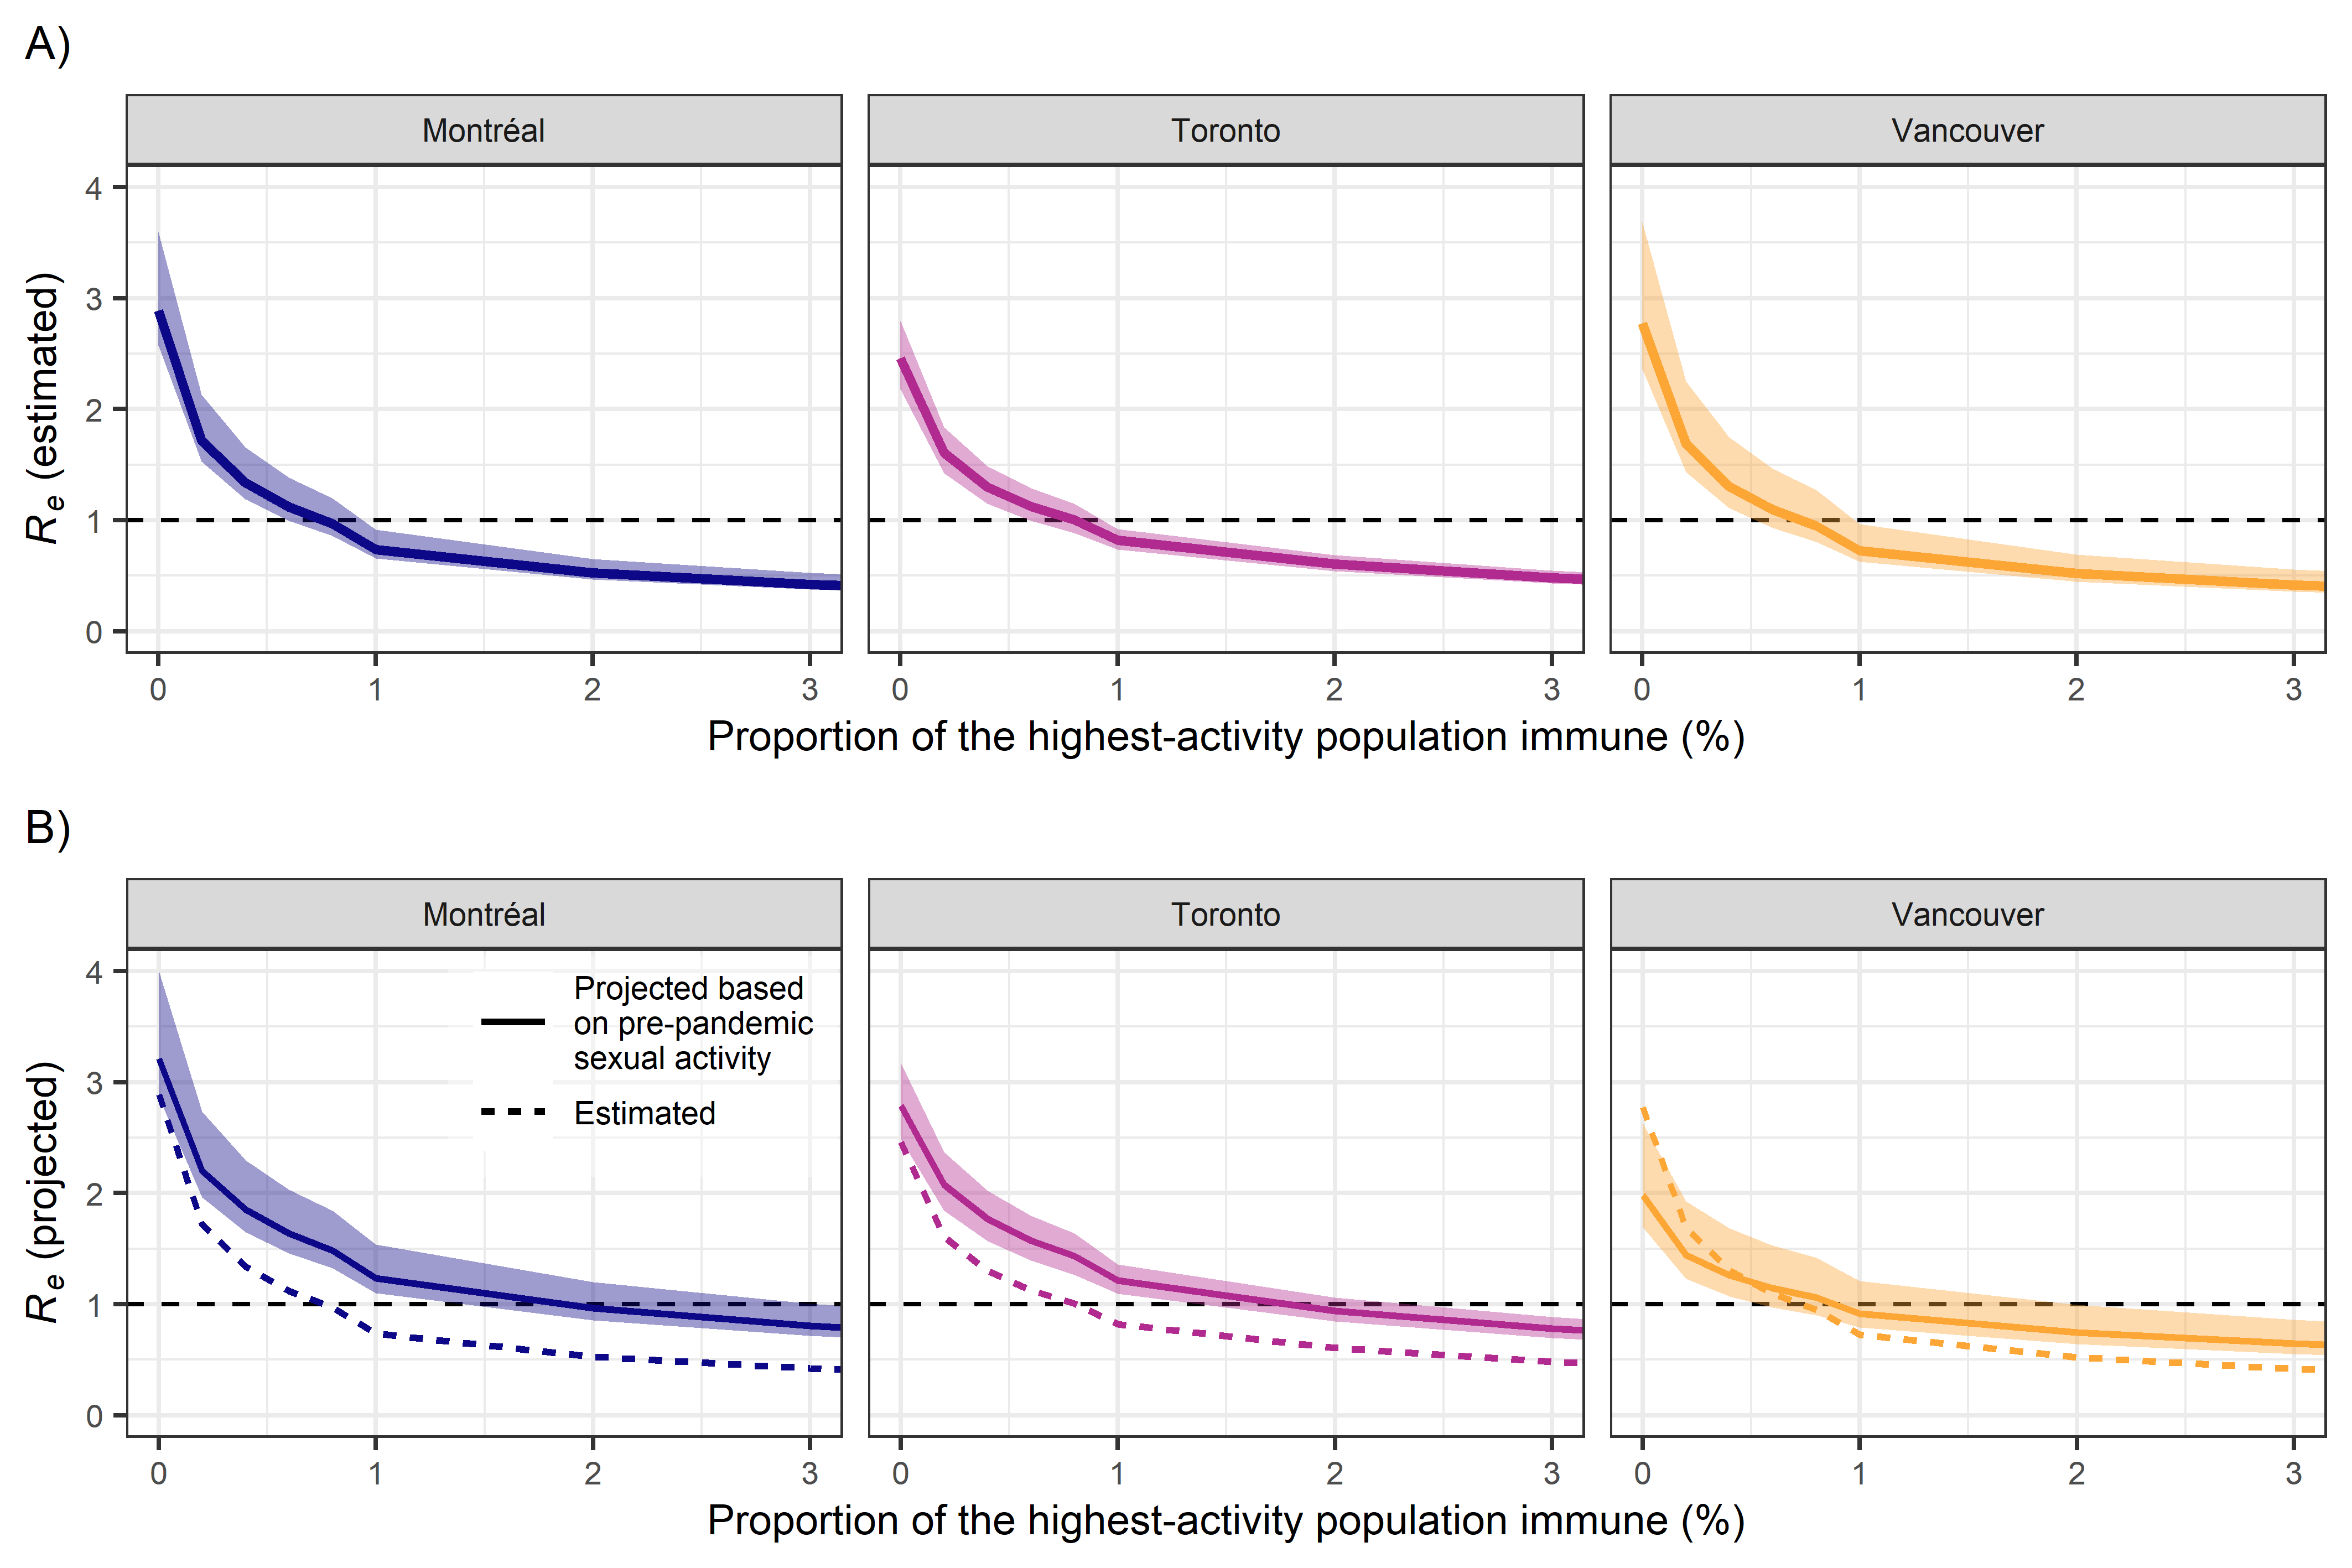 A)
Montréal
Toronto
Vancouver
Re (estimated)
4
3
2
1
0
0 1 2 3
0 1 2 3
0 1 2 3
Proportion of the highest-activity population immune (%)
B)
Montréal
Toronto
Vancouver
Re (projected)
4
3
2
1
0
Projected based
on pre-pandemic
sexual activity
Estimated
0 1 2 3
0 1 2 3
0 1 2 3
Proportion of the highest-activity population immune (%)